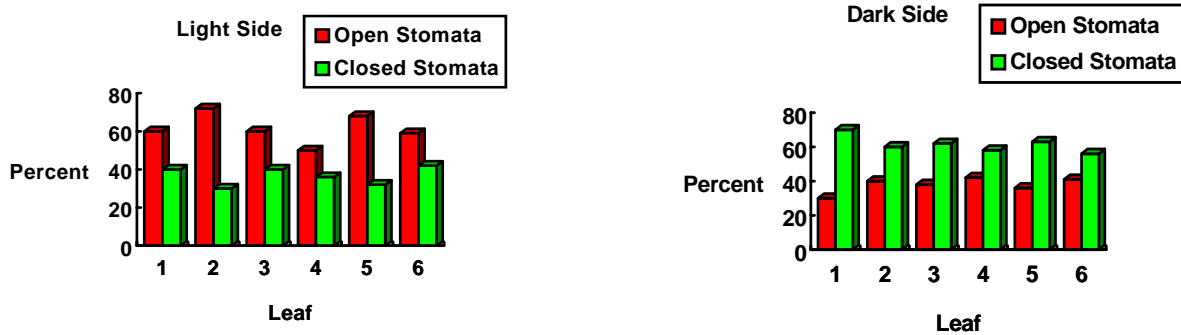 Light Side
Open Stomata
Closed Stomata
80
60
40
20
0
Percent
1 2 3 4 5 6
Leaf
Dark Side
Open Stomata
Closed Stomata
80
60
40
20
0
Percent
1 2 3 4 5 6
Leaf